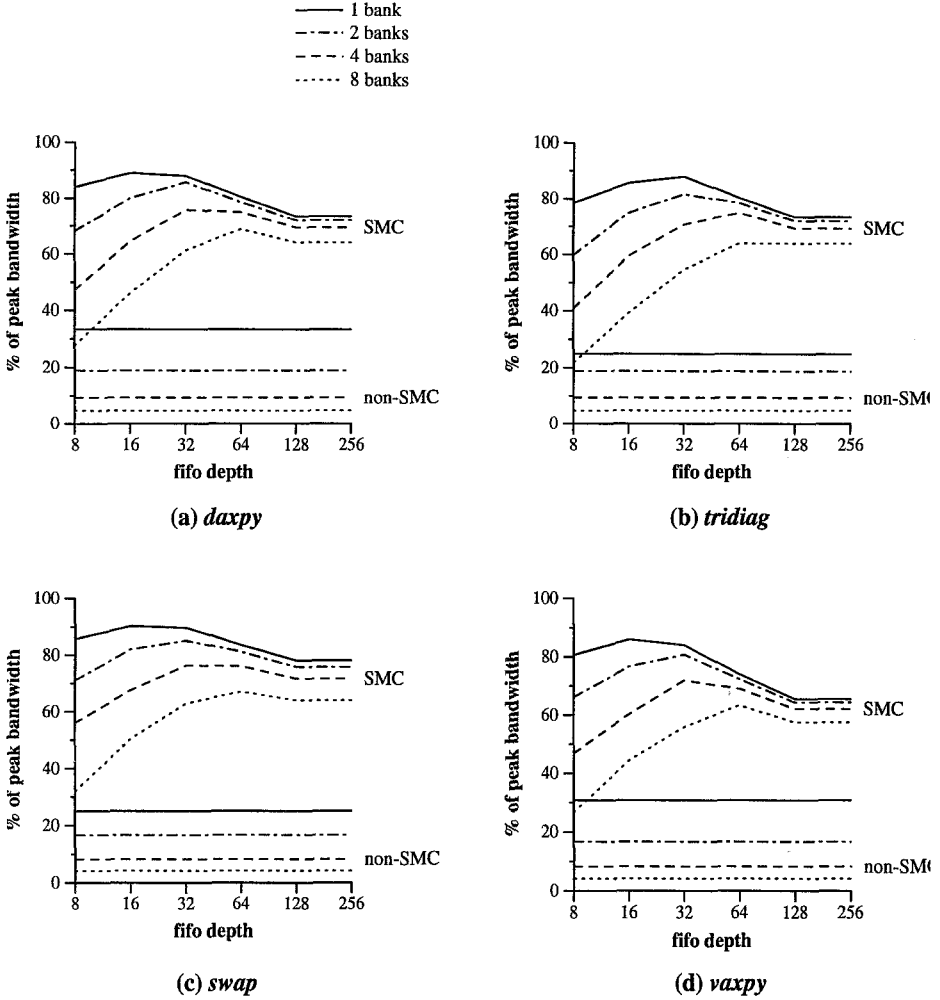 1 bank
2 banks
4 banks
8 banks
100
80
60
40
20
0
% of peak bandwidth
SMC
non-SMC
8 16 32 64 128 256
fifo depth
(a) daxpy
100
80
60
40
20
0
% of peak bandwidth
SMC
non-SM
8 16 32 64 128 256
fifo depth
(b) tridiag
100
80
60
40
20
0
% of peak bandwidth
SMC
non-SMC
8 16 32 64 128 256
fifo depth
(c) swap
100
80
60
40
20
0
% of peak bandwidth
SMC
non-SM
8 16 32 64 128 256
fifo depth
(d) vaxpy